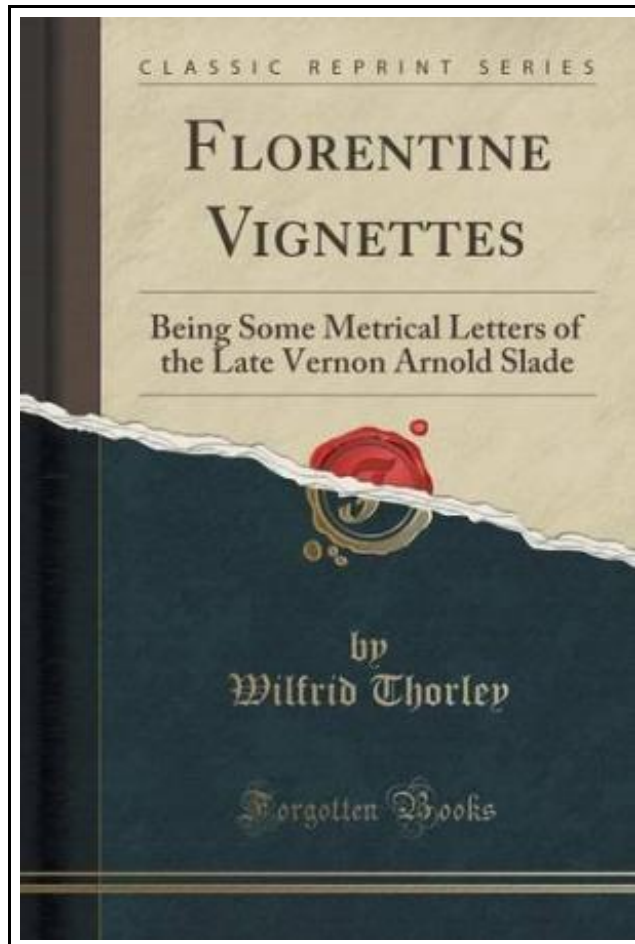 CLASSIC REPRINT SERIES
FLORENTINE
VIGNETTES
Being Some Metrical Letters of
the Late Vernon Arnold Slade
by
Wilfrid Thorley
Forgotten Books